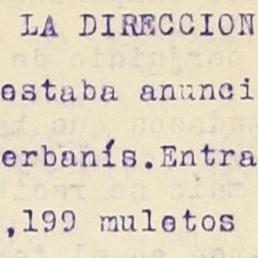 LA DIRECCION
estaba anunci
erbanís.Entra
,199 muletos